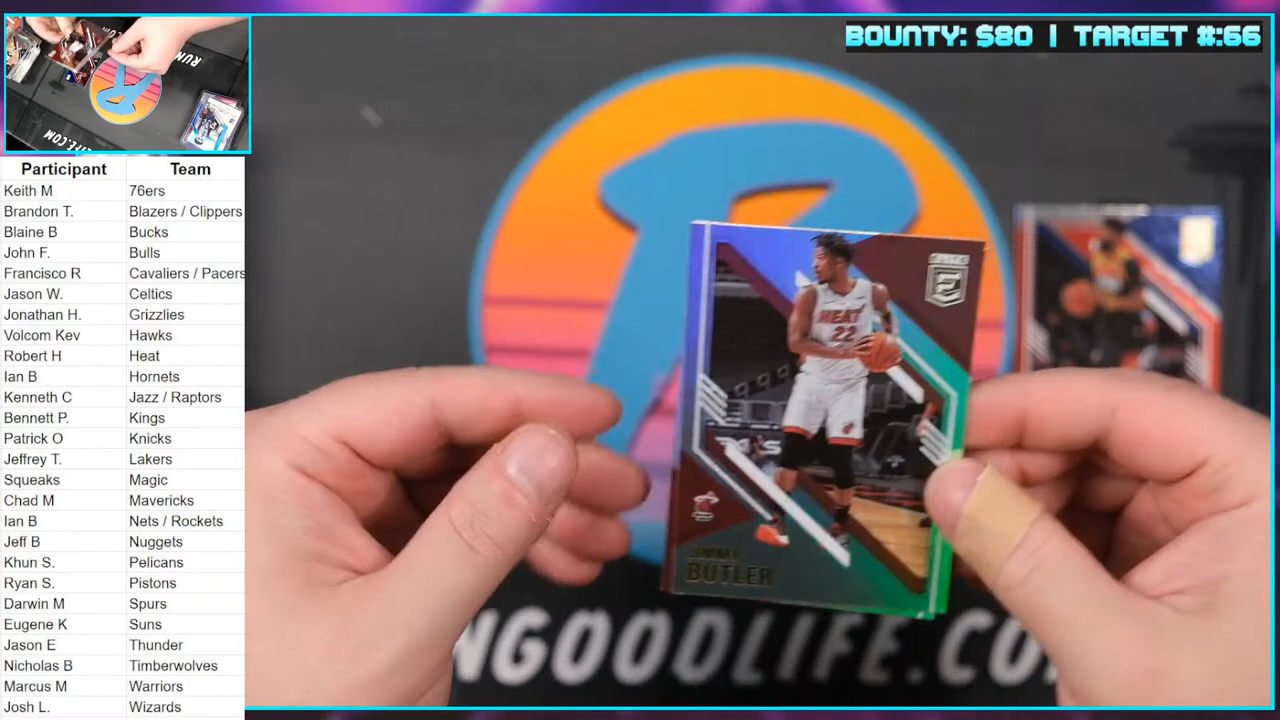 BOUNTY: $80 | TARGET #:66
RUN
.COM
Participant Team
Keith M 76ers
Brandon T. Blazers / Clippers
Blaine B Bucks
John F. Bulls
Francisco R Cavaliers / Pacers
Jason W. Celtics
Jonathan H. Grizzlies
Volcom Kev Hawks
Robert H Heat
Ian B Hornets
Kenneth C Jazz / Raptors
Bennett P. Kings
Patrick O Knicks
Jeffrey T. Lakers
Squeaks Magic
Chad M Mavericks
Ian B Nets / Rockets
Jeff B Nuggets
Khun S. Pelicans
Ryan S. Pistons
Darwin M Spurs
Eugene K Suns
Jason E Thunder
Nicholas B Timberwolves
Marcus M Warriors
Josh L. Wizards
R
E
HEAT
22
JIMMY
BUTLER
NGOODLIFE.CO